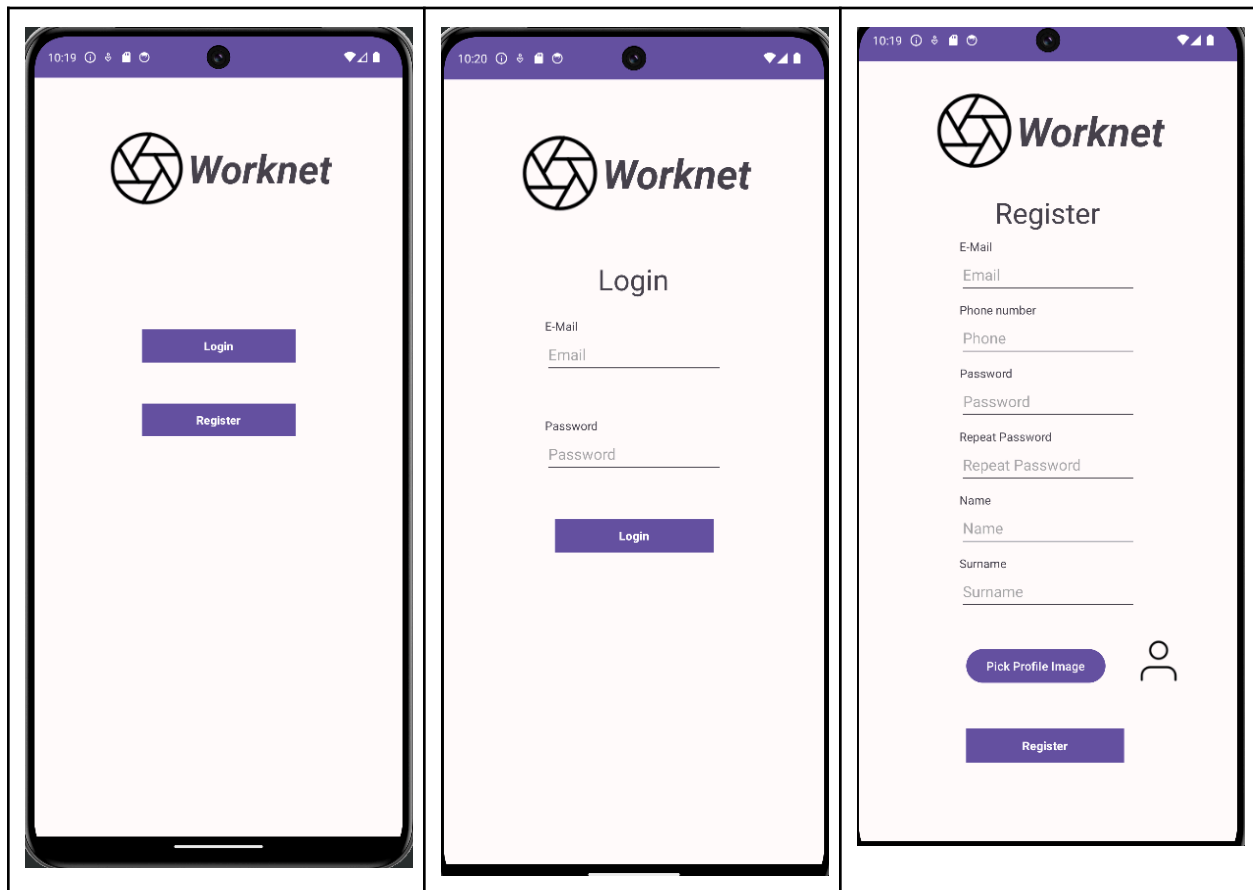 10:19
Worknet
Login
Register
10:20
Worknet
Login
E-Mail
Email
Password
Password
Login
10:19
Worknet
Register
E-Mail
Email
Phone number
Phone
Password
Password
Repeat Password
Repeat Password
Name
Name
Surname
Surname
Pick Profile Image
Register